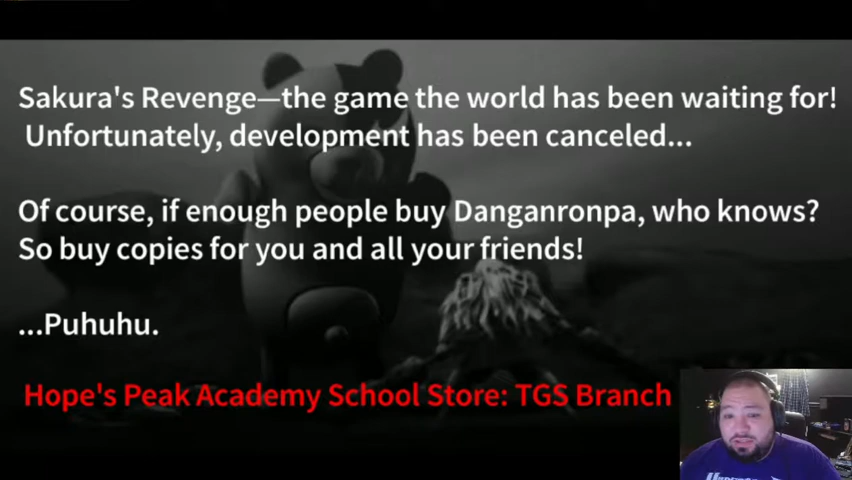 Sakura's Revenge—the game the world has been waiting for!
Unfortunately, development has been canceled...
Of course, if enough people buy Danganronpa, who knows?
So buy copies for you and all your friends!
...Puhuhu.
Hope's Peak Academy School Store: TGS Branch